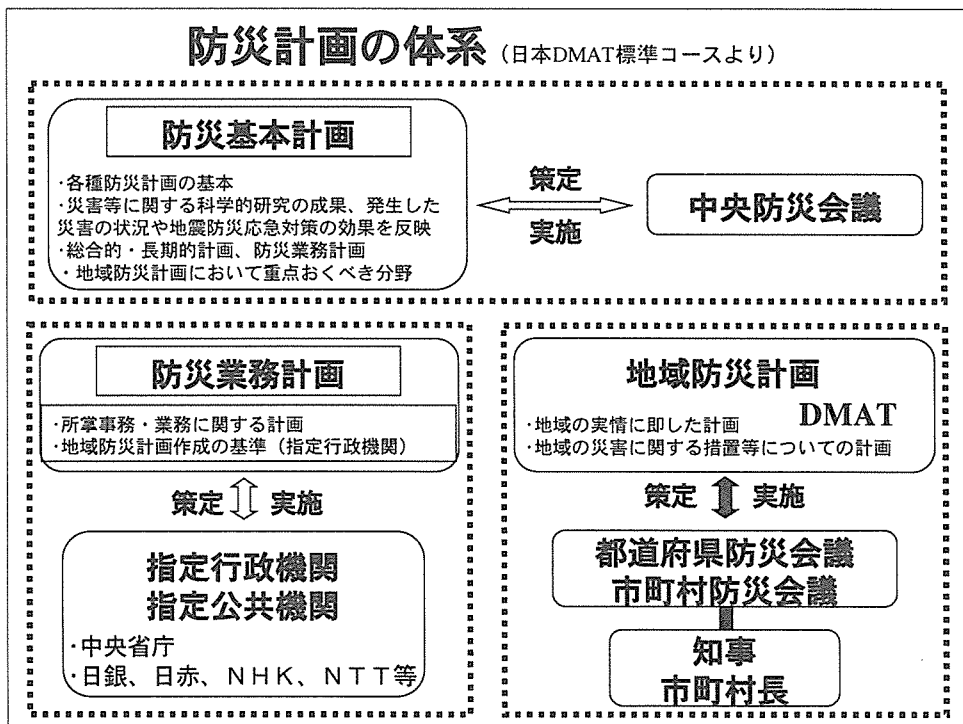 防災計画の体系(日本DMAT標準コースより)
防災基本計画
・各種防災計画の基本
・災害等に関する科学的研究の成果、発生した
災害の状況や地震防災応急対策の効果を反映
・総合的・長期的計画、防災業務計画
・地域防災計画において重点おくべき分野
策定
実施
中央防災会議
防災業務計画
・所掌事務・業務に関する計画
・地域防災計画作成の基準(指定行政機関)
策定 実施
指定行政機関
指定公共機関
・中央省庁
・日銀、日赤、NHK、NTT等
地域防災計画
DMAT
・地域の実情に即した計画
・地域の災害に関する措置等についての計画
策定 実施
都道府県防災会議
市町村防災会議
知事
市町村長